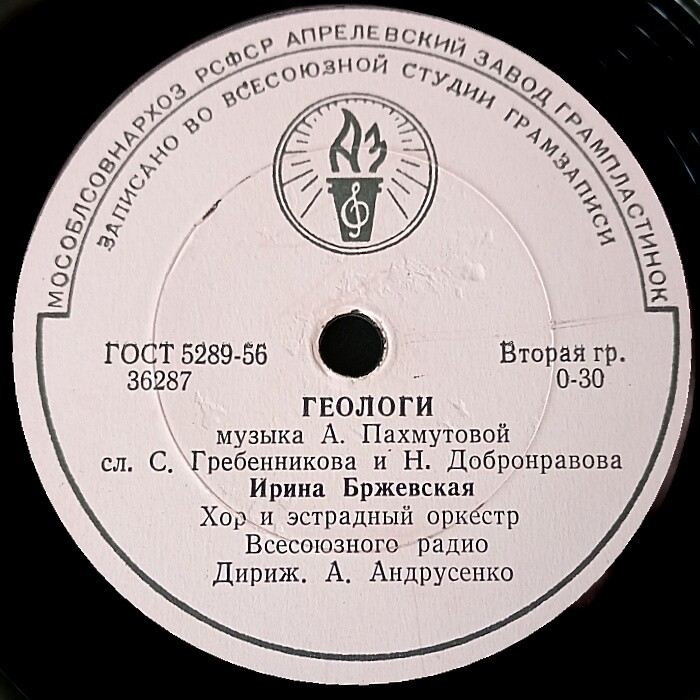 МОСОБЛСОВНАРХОЗ РСФСР АПРЕЛЕВСКИЙ ЗАВОД ГРАМПЛАСТИНОК
ЗАПИСАНО ВО ВСЕСОЮЗНОЙ СТУДИИ ГРАМЗАПИСИ
АЗ
ГОСТ 5289-56
36287
Вторая гр.
0-30
ГЕОЛОГИ
музыка А. Пахмутовой
сл. С. Гребенникова и Н. Добронравова
Ирина Бржевская
Хор и эстрадный оркестр
Всесоюзного радио
Дириж. А. Андрусенко